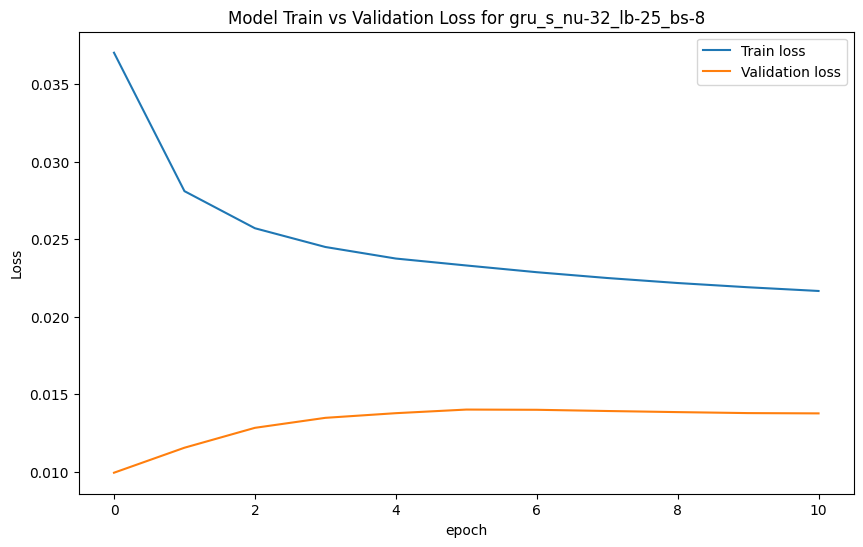 Model Train vs Validation Loss for gru_s_nu-32_lb-25_bs-8
Train loss
Validation loss
0.035
0.030
0.025
0.020
0.015
0.010
Loss
0 2 4 6 8 10
epoch